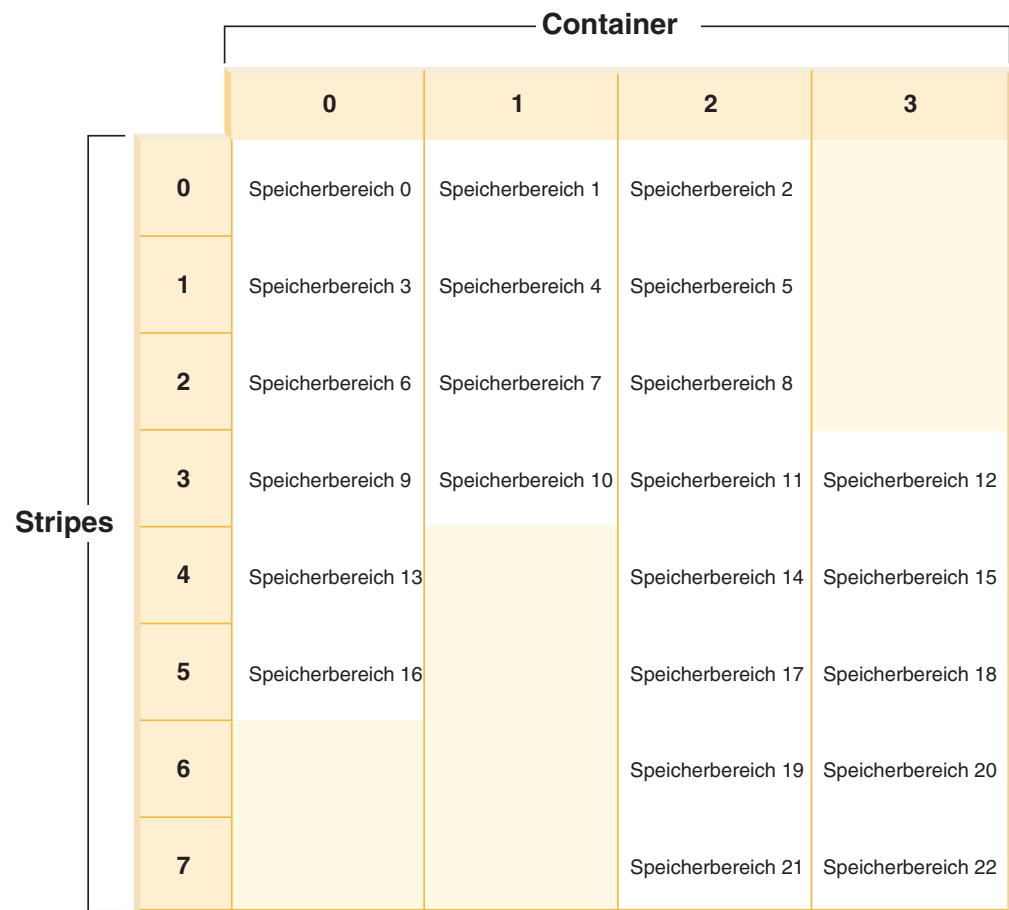 Container
0 1 2 3
0 Speicherbereich 0 Speicherbereich 1 Speicherbereich 2
1 Speicherbereich 3 Speicherbereich 4 Speicherbereich 5
2 Speicherbereich 6 Speicherbereich 7 Speicherbereich 8
3 Speicherbereich 9 Speicherbereich 10 Speicherbereich 11 Speicherbereich 12
Stripes
4 Speicherbereich 13 Speicherbereich 14 Speicherbereich 15
5 Speicherbereich 16 Speicherbereich 17 Speicherbereich 18
6 Speicherbereich 19 Speicherbereich 20
7 Speicherbereich 21 Speicherbereich 22